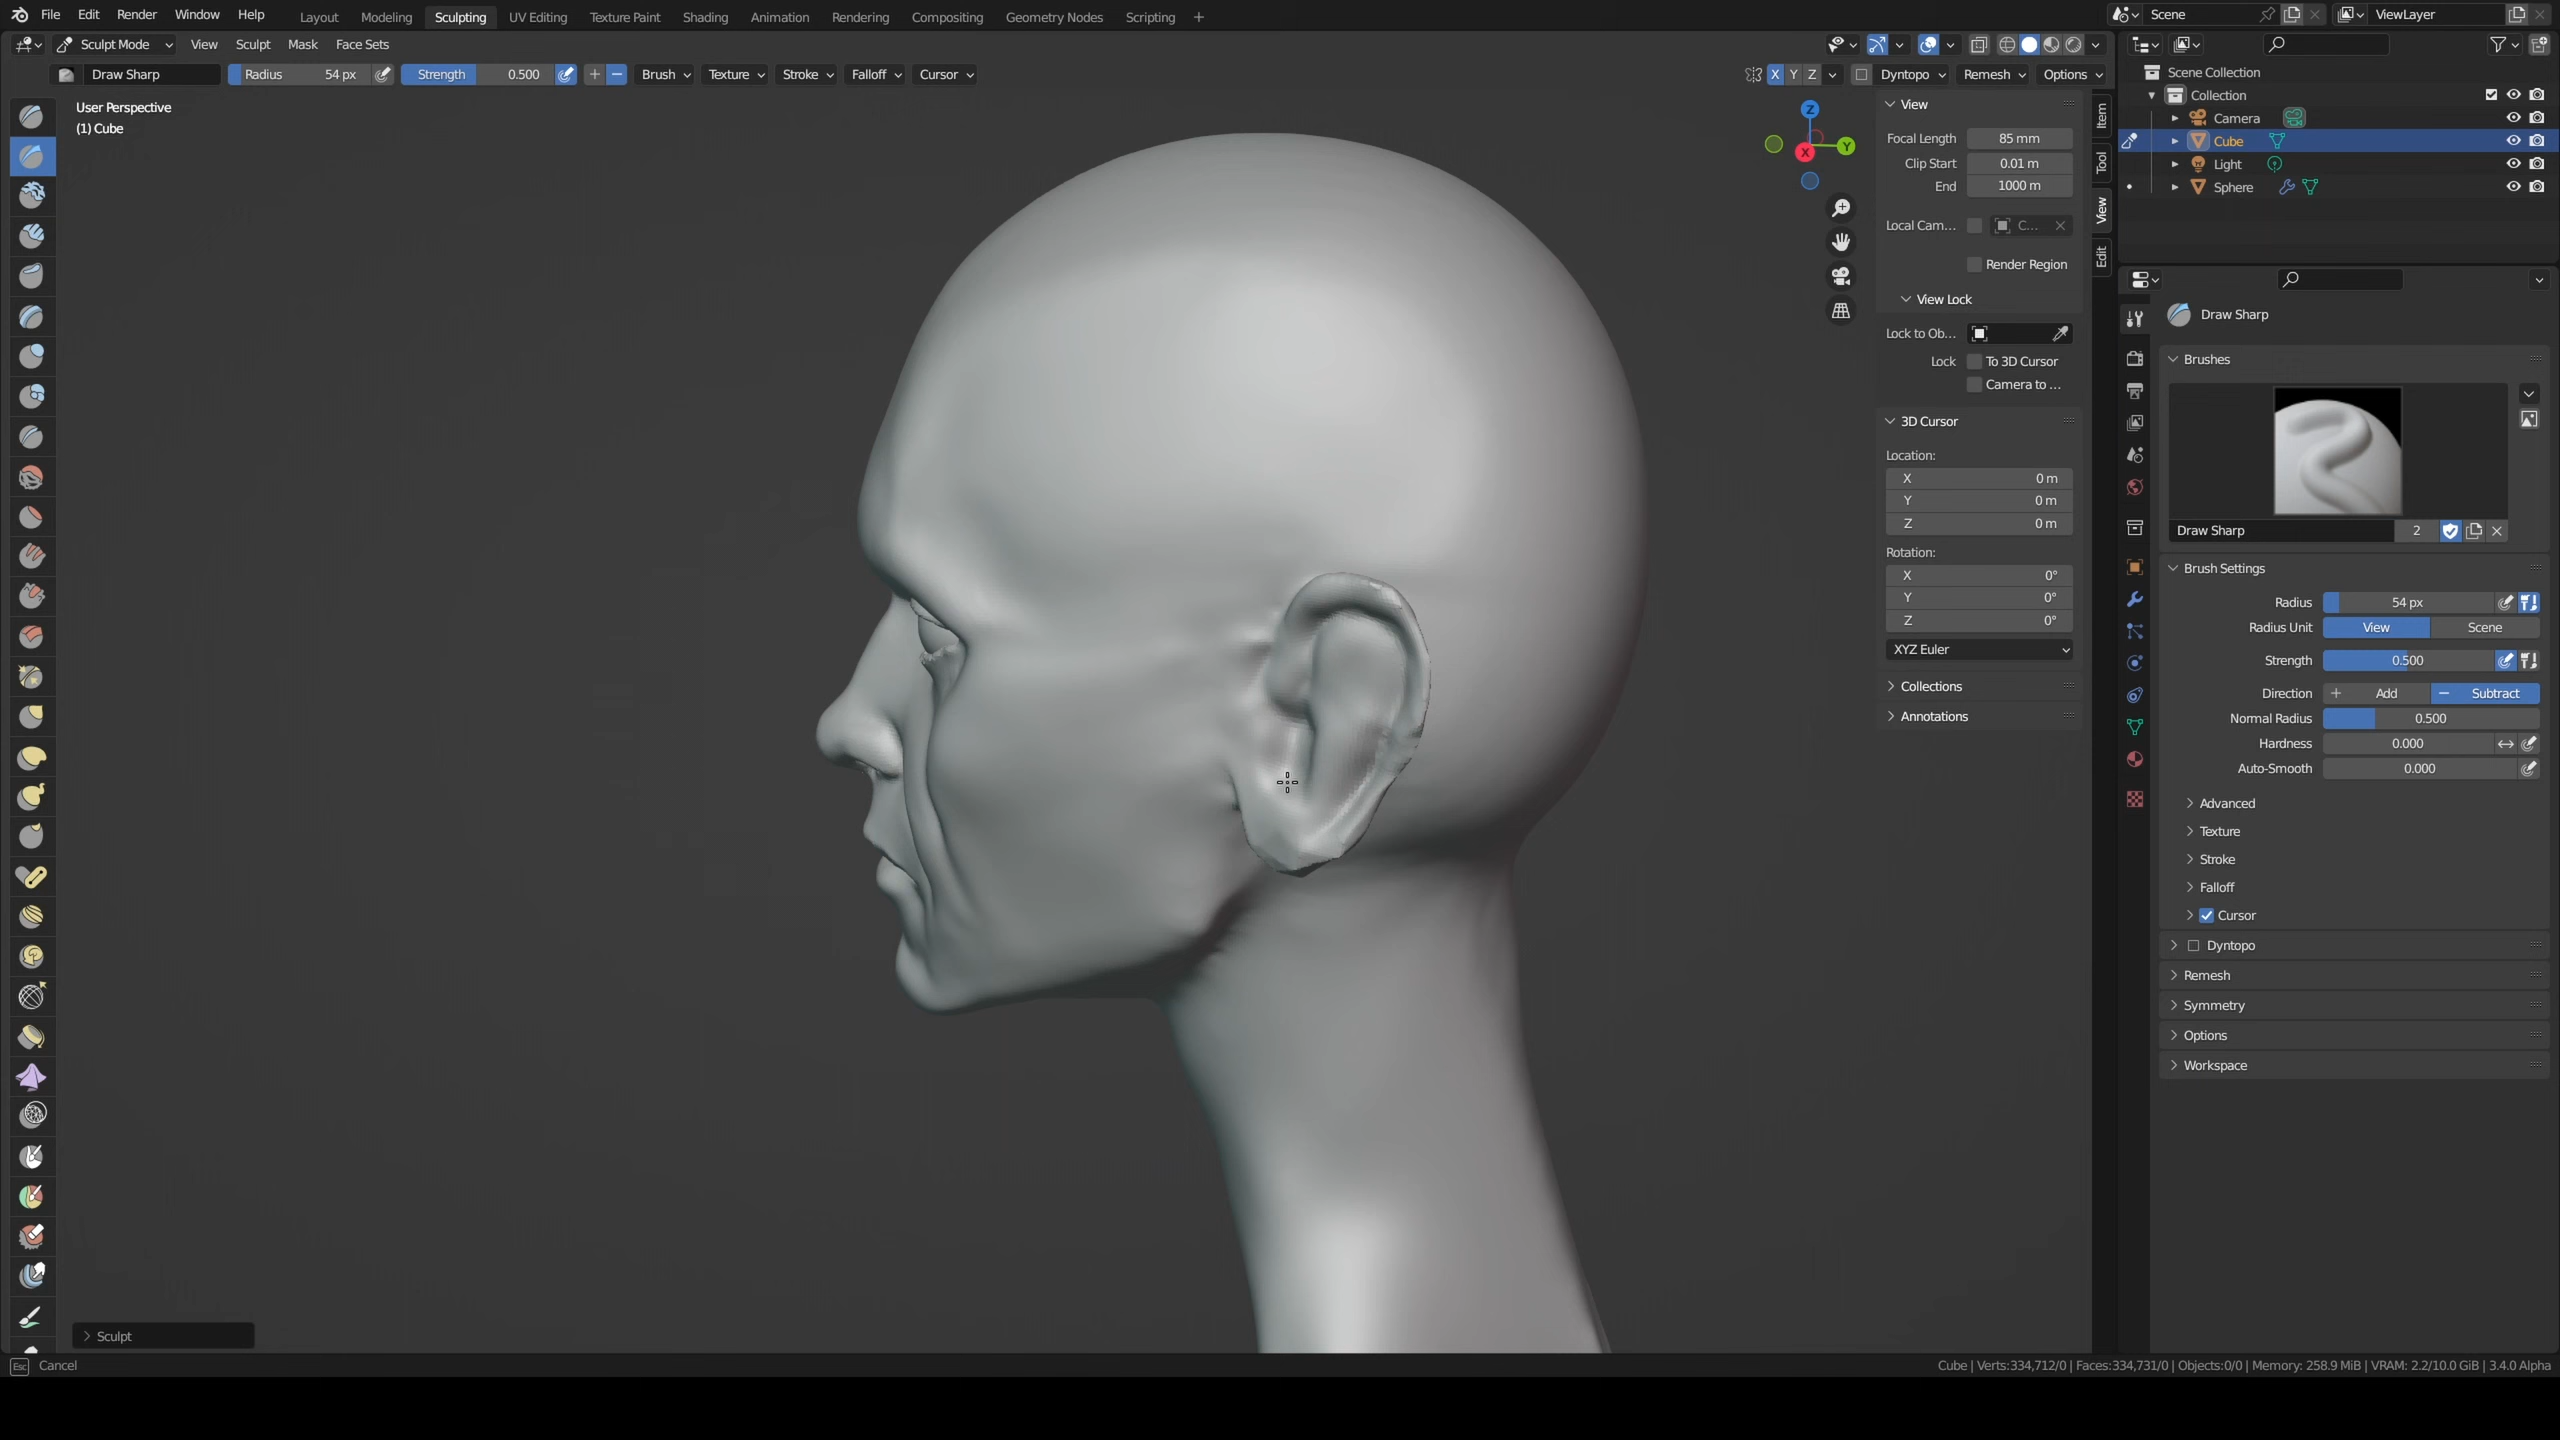 File Edit Render Window Help Layout Modeling Sculpting UV Editing Texture Paint Shading Animation Rendering Compositing Geometry Nodes Scripting + Scene ViewLayer
Sculpt Mode View Sculpt Mask Face Sets
Draw Sharp Radius 54 px Strength 0.500 Brush Texture Stroke Falloff Cursor X Y Z Dyntopo Remesh Options
User Perspective
(1) Cube
Z
Y
X
View
Focal Length 85 mm
Clip Start 0.01 m
End 1000 m
Local Cam... C...
Render Region
View Lock
Lock to Ob...
Lock To 3D Cursor
Camera to ...
3D Cursor
Location:
X 0 m
Y 0 m
Z 0 m
Rotation:
X 0°
Y 0°
Z 0°
XYZ Euler
Collections
Annotations
Item
Tool
View
Edit
Scene Collection
Collection
Camera
Cube
Light
Sphere
Draw Sharp
Brushes
Draw Sharp 2
Brush Settings
Radius 54 px
Radius Unit View Scene
Strength 0.500
Direction + Add − Subtract
Normal Radius 0.500
Hardness 0.000
Auto-Smooth 0.000
Advanced
Texture
Stroke
Falloff
Cursor
Dyntopo
Remesh
Symmetry
Options
Workspace
Sculpt
Esc Cancel
Cube | Verts:334,712/0 | Faces:334,731/0 | Objects:0/0 | Memory: 258.9 MiB | VRAM: 2.2/10.0 GiB | 3.4.0 Alpha